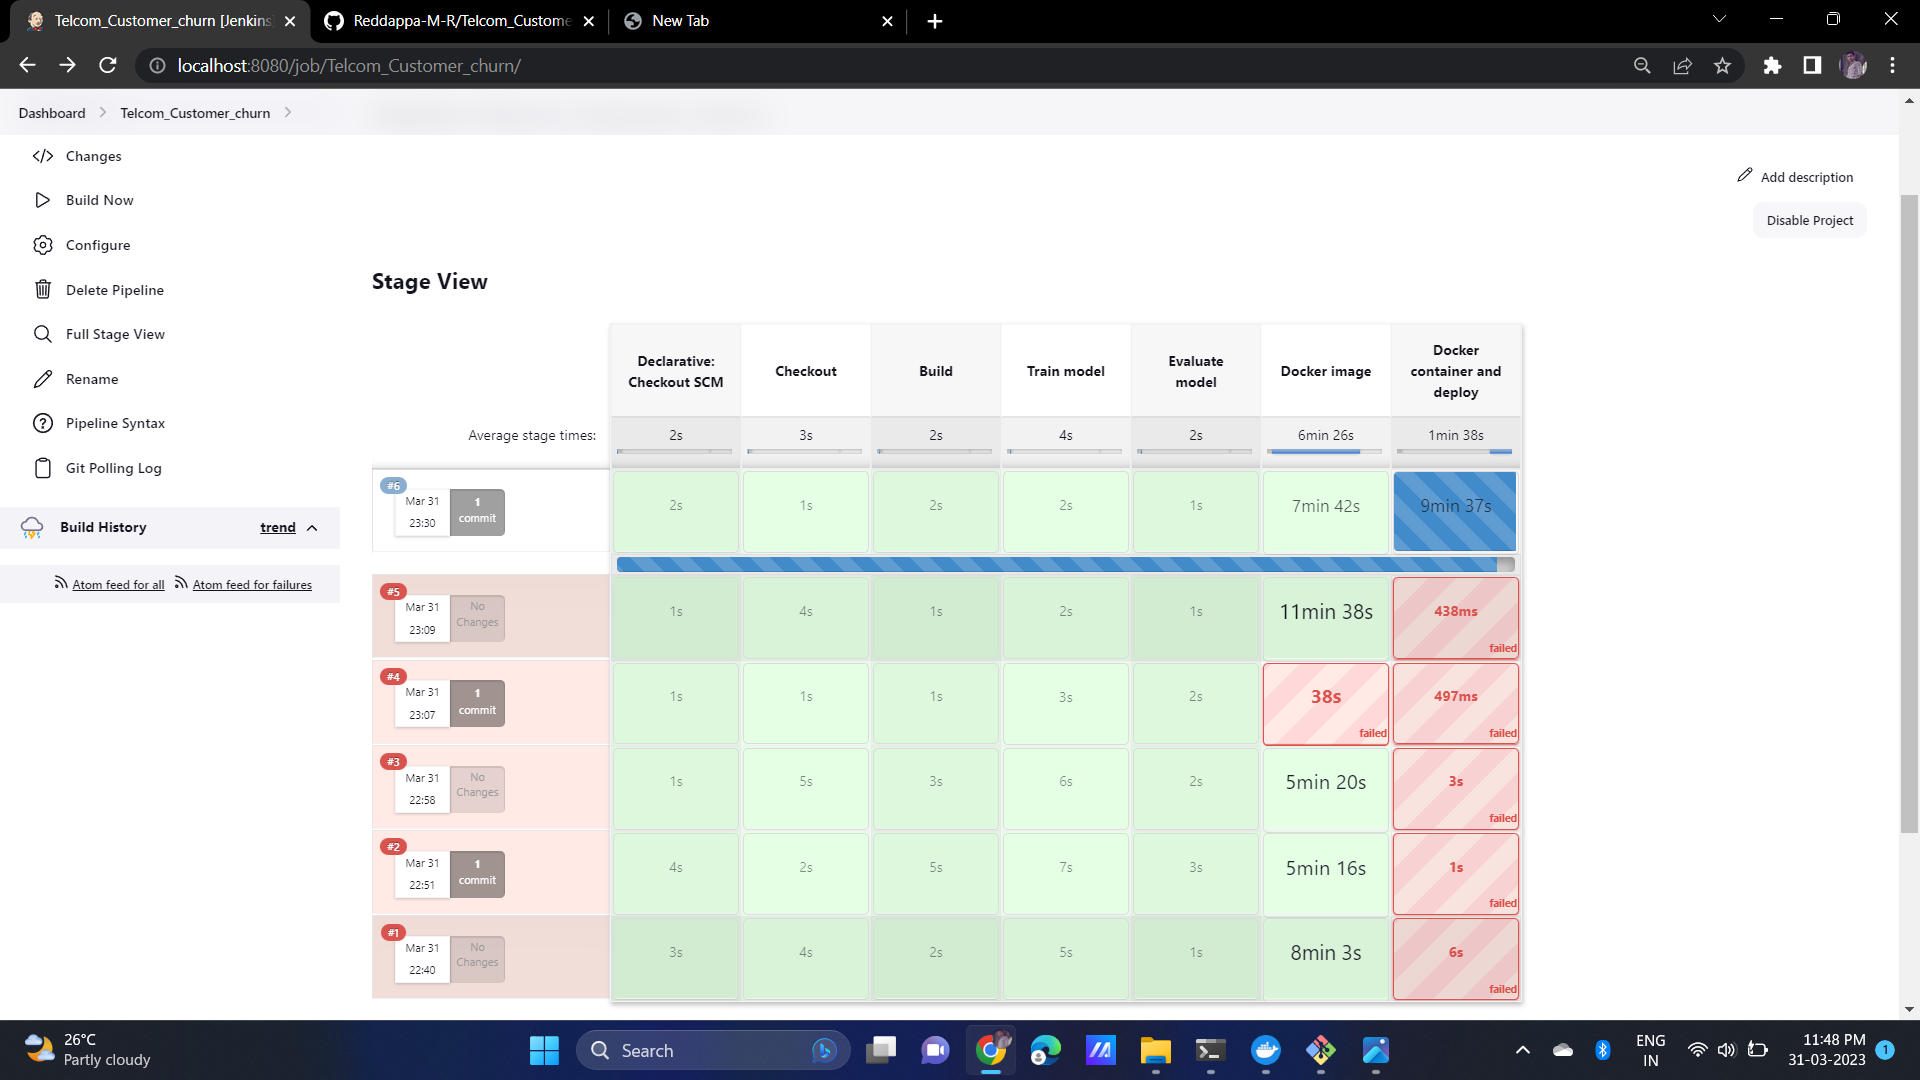 Telcom_Customer_churn [Jenkins
Reddappa-M-R/Telcom_Custome
New Tab
localhost:8080/job/Telcom_Customer_churn/
Dashboard
Telcom_Customer_churn
Changes
Build Now
Configure
Delete Pipeline
Full Stage View
Rename
Pipeline Syntax
Git Polling Log
Build History
trend
Atom feed for all
Atom feed for failures
Add description
Disable Project
Stage View
Declarative: Checkout SCM
Checkout
Build
Train model
Evaluate model
Docker image
Docker container and deploy
Average stage times:
2s
3s
2s
4s
2s
6min 26s
1min 38s
#6
Mar 31
23:30
1
commit
2s
1s
2s
2s
1s
7min 42s
9min 37s
#5
Mar 31
23:09
No
Changes
1s
4s
1s
2s
1s
11min 38s
438ms
failed
#4
Mar 31
23:07
1
commit
1s
1s
1s
3s
2s
38s
failed
497ms
failed
#3
Mar 31
22:58
No
Changes
1s
5s
3s
6s
2s
5min 20s
3s
failed
#2
Mar 31
22:51
1
commit
4s
2s
5s
7s
3s
5min 16s
1s
failed
#1
Mar 31
22:40
No
Changes
3s
4s
2s
5s
1s
8min 3s
6s
failed
26°C
Partly cloudy
Search
ENG
IN
11:48 PM
31-03-2023
1